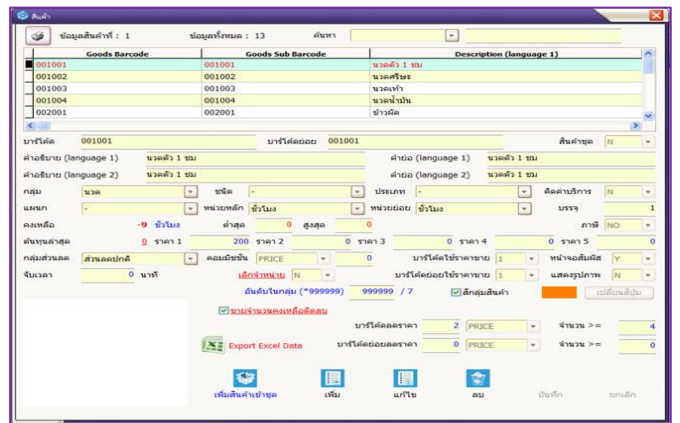 สินค้า
ข้อมูลสินค้าที่ : 1 ข้อมูลทั้งหมด : 13 ค้นหา
Goods Barcode Goods Sub Barcode Description (language 1)
001001 001001 นวดตัว 1 ชม
001002 001002 นวดศรีษะ
001003 001003 นวดเท้า
001004 001004 นวดน้ำมัน
002001 002001 ข้าวผัด
บาร์โค้ด 001001 บาร์โค้ดย่อย 001001 สินค้าชุด N
คำอธิบาย (language 1) นวดตัว 1 ชม คำย่อ (language 1) นวดตัว 1 ชม
คำอธิบาย (language 2) นวดตัว 1 ชม คำย่อ (language 2) นวดตัว 1 ชม
กลุ่ม นวด ชนิด - ประเภท - คิดค่าบริการ N
แผนก - หน่วยหลัก ชั่วโมง หน่วยย่อย ชั่วโมง บรรจุ 1
คงเหลือ -9 ชั่วโมง ต่ำสุด 0 สูงสุด 0 ภาษี NO
ต้นทุนล่าสุด 0 ราคา 1 200 ราคา 2 0 ราคา 3 0 ราคา 4 0 ราคา 5 0
กลุ่มส่วนลด ส่วนลดปกติ คอมมิชชั่น PRICE 0 บาร์โค้ดใช้ราคาขาย 1 หน้าจอสัมผัส Y
จับเวลา 0 นาที เลิกจำหน่าย N บาร์โค้ดย่อยใช้ราคาขาย 1 แสดงรูปภาพ N
อันดับในกลุ่ม (*999999) 999999 / 7 สีกลุ่มสินค้า เปลี่ยนสีปุ่ม
ขายจำนวนคงเหลือติดลบ
บาร์โค้ดลดราคา 2 PRICE จำนวน >= 4
Export Excel Data บาร์โค้ดย่อยลดราคา 0 PRICE จำนวน >= 0
เพิ่มสินค้าเข้าชุด เพิ่ม แก้ไข ลบ บันทึก ยกเลิก